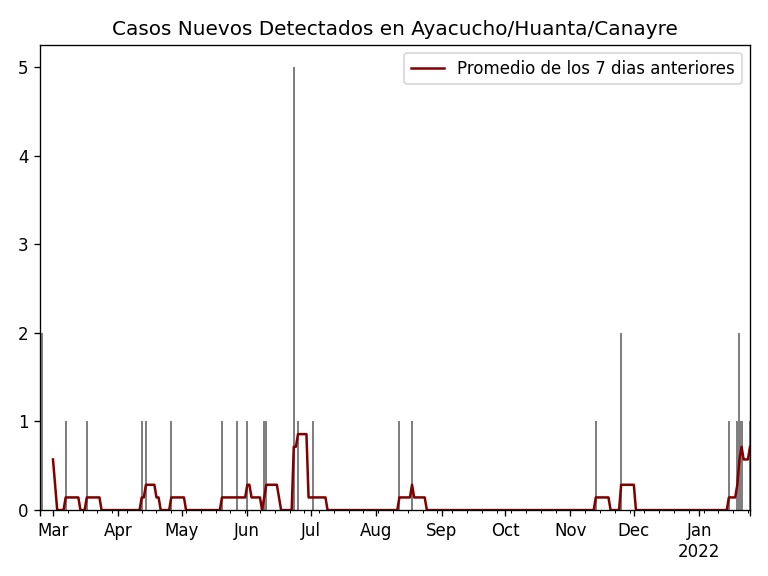 Casos Nuevos Detectados en Ayacucho/Huanta/Canayre
Promedio de los 7 dias anteriores
5
4
3
2
1
0
Mar Apr May Jun Jul Aug Sep Oct Nov Dec Jan
2022